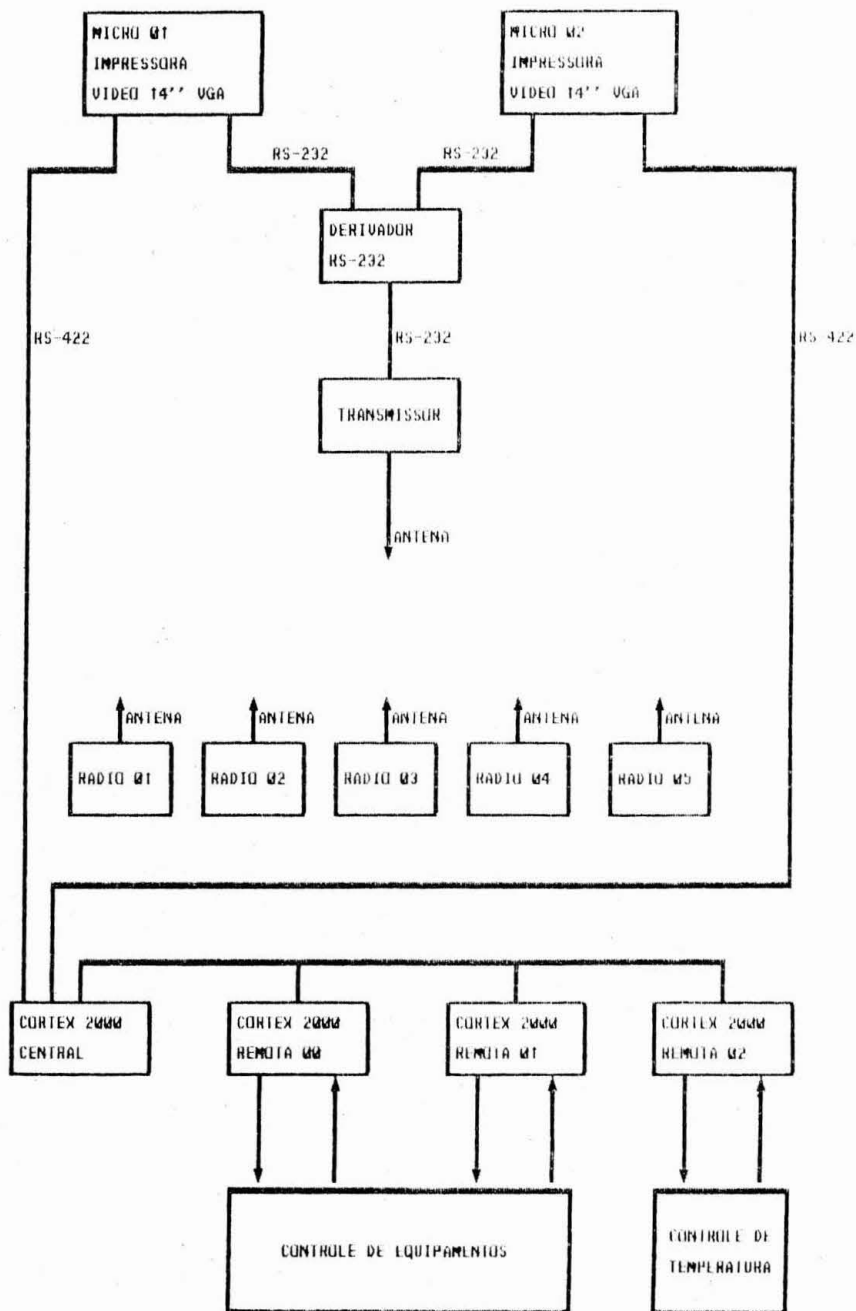 MICRO 01
IMPRESSORA
VIDEO 14'' VGA
MICRO 02
IMPRESSORA
VIDEO 14'' VGA
RS-232
RS-232
DERIVADOR
RS-232
RS-422
RS-232
RS-422
TRANSMISSOR
ANTENA
ANTENA
ANTENA
ANTENA
ANTENA
ANTENA
RADIO 01
RADIO 02
RADIO 03
RADIO 04
RADIO 05
CORTEX 2000
CENTRAL
CORTEX 2000
REMOTA 00
CORTEX 2000
REMOTA 01
CORTEX 2000
REMOTA 02
CONTROLE DE EQUIPAMENTOS
CONTROLE DE
TEMPERATURA